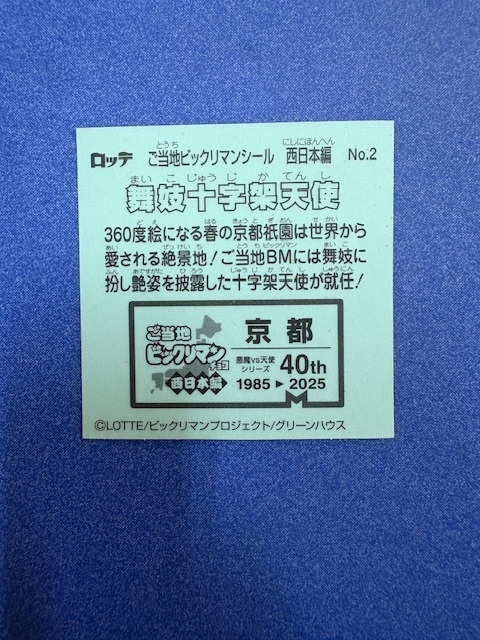 ロッテ ご当地ビックリマンシール 西日本編 No.2
舞妓十字架天使
360度絵になる春の京都祇園は世界から
愛される絶景地!ご当地BMには舞妓に
扮し艶姿を披露した十字架天使が就任!
ご当地
ビックリマン
チョコ
西日本編
京都
悪魔vs天使
シリーズ
40th
1985▶2025
©LOTTE/ビックリマンプロジェクト/グリーンハウス